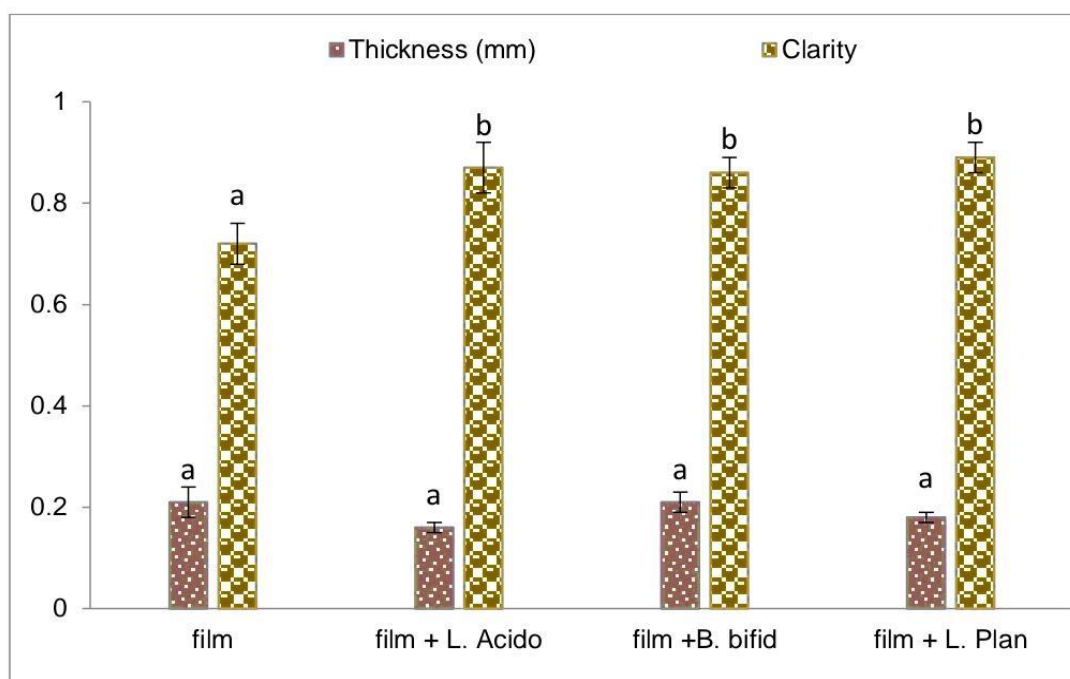 Thickness (mm) Clarity
1
b
b
b
a
0.8
0.6
0.4
a
a
a
a
0.2
0
film film + L. Acido film +B. bifid film + L. Plan